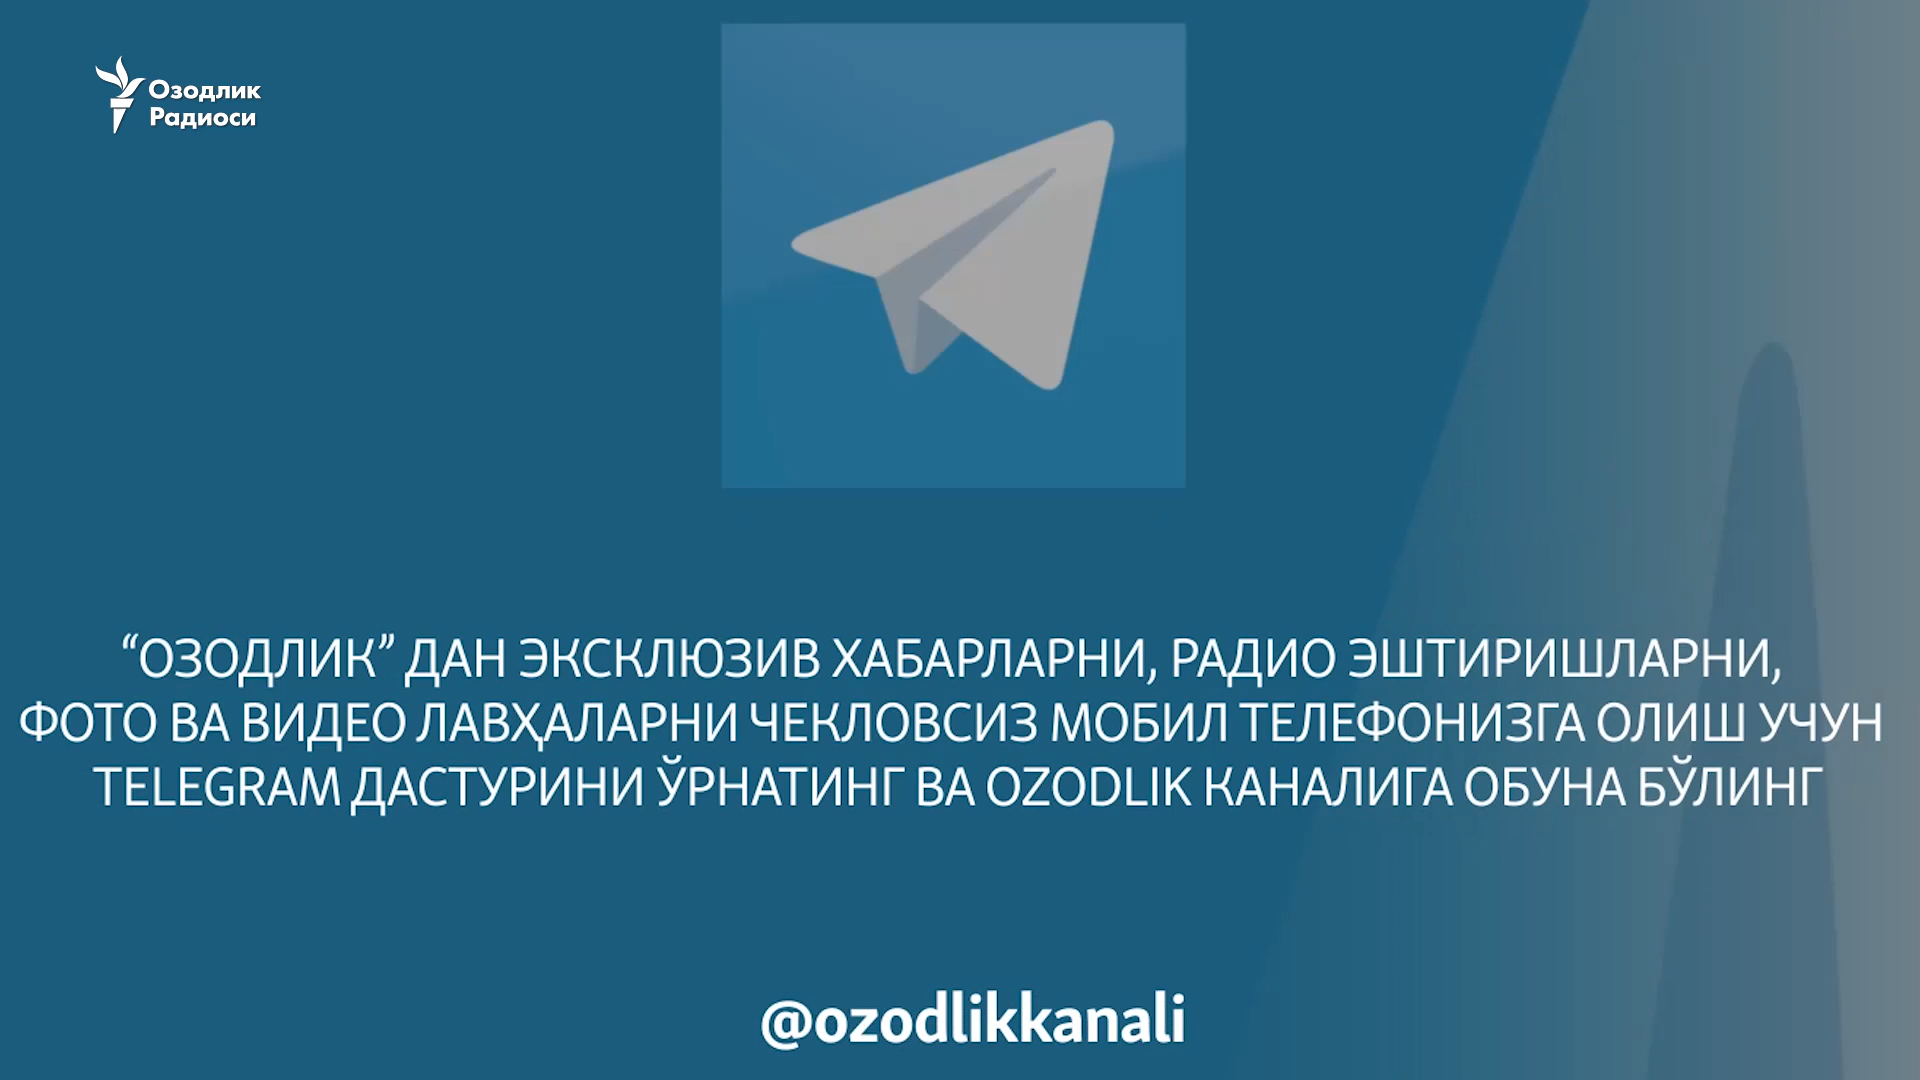 Озодлик
Радиоси
“ОЗОДЛИК” ДАН ЭКСКЛЮЗИВ ХАБАРЛАРНИ, РАДИО ЭШТИРИШЛАРНИ,
ФОТО ВА ВИДЕО ЛАВҲАЛАРНИ ЧЕКЛОВСИЗ МОБИЛ ТЕЛЕФОНИЗГА ОЛИШ УЧУН
TELEGRAM ДАСТУРИНИ ЎРНАТИНГ ВА OZODLIK КАНАЛИГА ОБУНА БЎЛИНГ
@ozodlikkanali